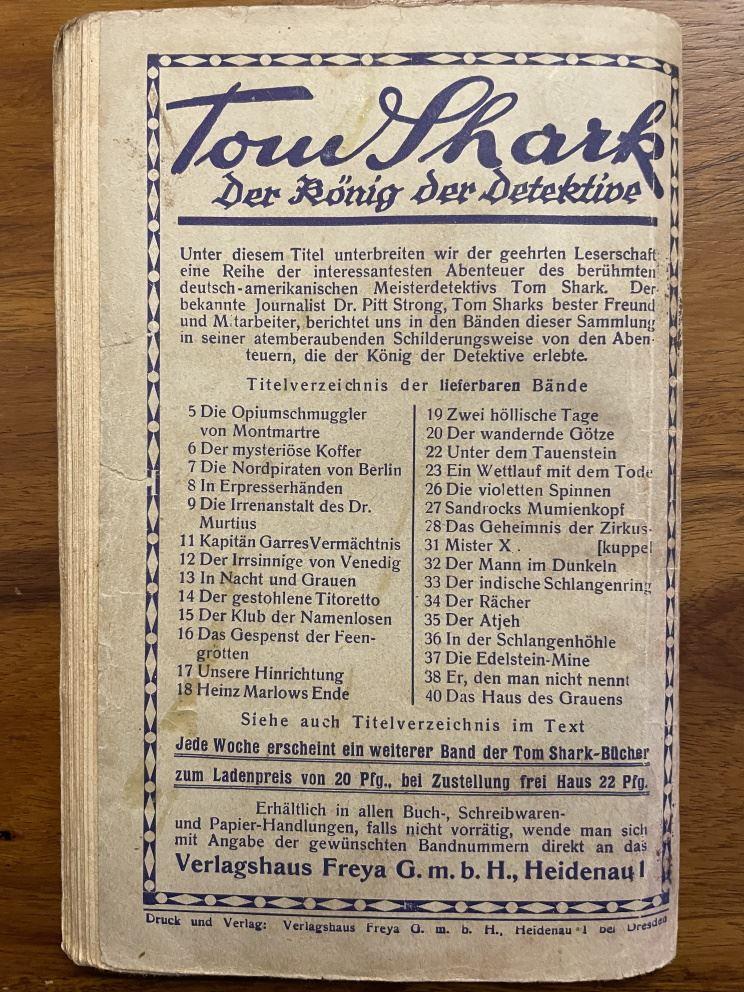 Tom Shark
Der König der Detektive
Unter diesem Titel unterbreiten wir der geehrten Leserschaft
eine Reihe der interessantesten Abenteuer des berühmten
deutsch-amerikanischen Meisterdetektivs Tom Shark. Der
bekannte Journalist Dr. Pitt Strong, Tom Sharks bester Freund
und M.tarbeiter, berichtet uns in den Bänden dieser Sammlung
in seiner atemberaubenden Schilderungsweise von den Aben-
teuern, die der König der Detektive erlebte.
Titelverzeichnis der lieferbaren Bände
5 Die Opiumschmuggler
von Montmartre
6 Der mysteriöse Koffer
7 Die Nordpiraten von Berlin
8 In Erpresserhänden
9 Die Irrenanstalt des Dr.
Murtius
11 Kapitän Garres Vermächtnis
12 Der Irrsinnige von Venedig
13 In Nacht und Grauen
14 Der gestohlene Titoretto
15 Der Klub der Namenlosen
16 Das Gespenst der Feen-
grotten
17 Unsere Hinrichtung
18 Heinz Marlows Ende
19 Zwei höllische Tage
20 Der wandernde Götze
22 Unter dem Tauenstein
23 Ein Wettlauf mit dem Tode
26 Die violetten Spinnen
27 Sandrocks Mumienkopf
28 Das Geheimnis der Zirkus-
31 Mister X . [kuppel
32 Der Mann im Dunkeln
33 Der indische Schlangenring
34 Der Rächer
35 Der Atjeh
36 In der Schlangenhöhle
37 Die Edelstein-Mine
38 Er, den man nicht nennt
40 Das Haus des Grauens
Siehe auch Titelverzeichnis im Text
Jede Woche erscheint ein weiterer Band der Tom Shark-Bücher
zum Ladenpreis von 20 Pfg., bei Zustellung frei Haus 22 Pfg.
Erhältlich in allen Buch-, Schreibwaren-
und Papier-Handlungen, falls nicht vorrätig, wende man sich
mit Angabe der gewünschten Bandnummern direkt an das
Verlagshaus Freya G. m. b. H., Heidenau 1
Druck und Verlag: Verlagshaus Freya G. m. b. H., Heidenau 1 bei Dresden